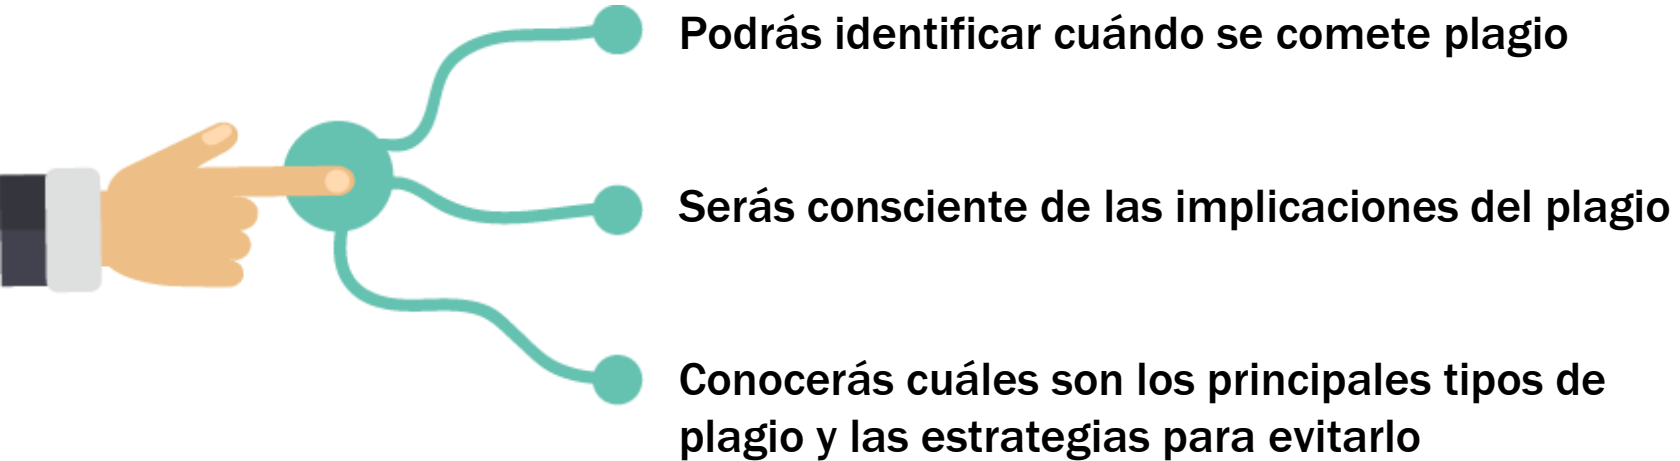 Podrás identificar cuándo se comete plagio
Serás consciente de las implicaciones del plagio
Conocerás cuáles son los principales tipos de
plagio y las estrategias para evitarlo